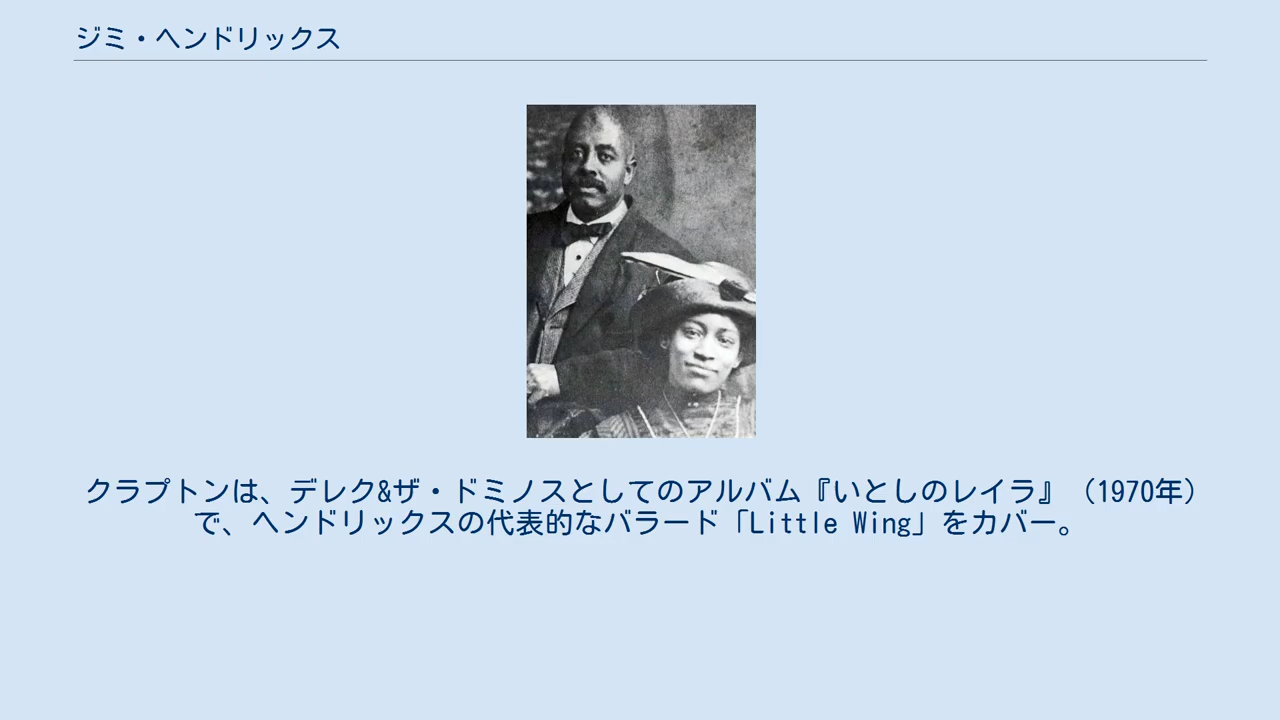 ジミ・ヘンドリックス
クラプトンは、デレク&ザ・ドミノスとしてのアルバム『いとしのレイラ』（1970年）
で、ヘンドリックスの代表的なバラード「Little Wing」をカバー。